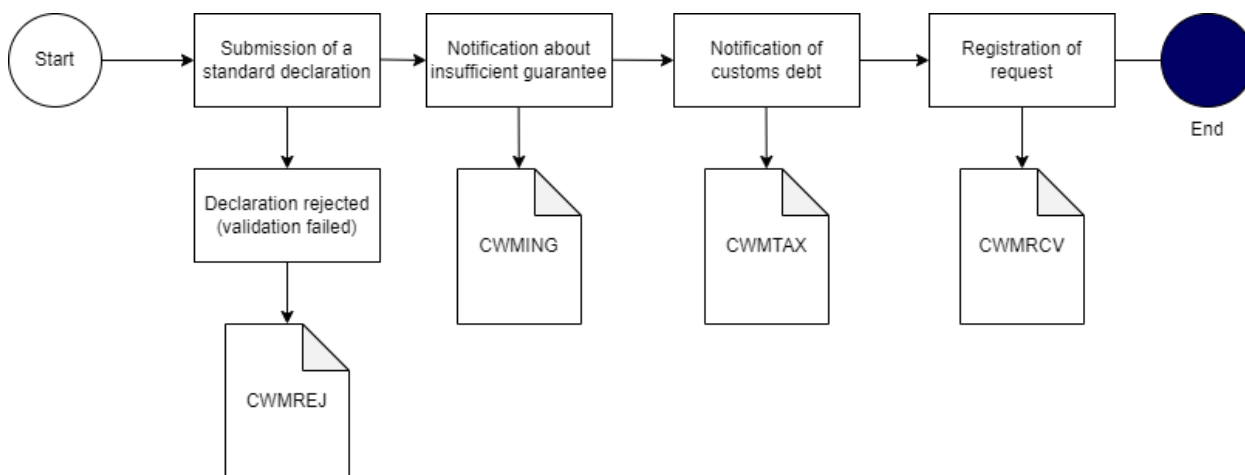 Start
Submission of a
standard declaration
Notification about
insufficient guarantee
Notification of
customs debt
Registration of
request
End
Declaration rejected
(validation failed)
CWMING
CWMTAX
CWMRCV
CWMREJ